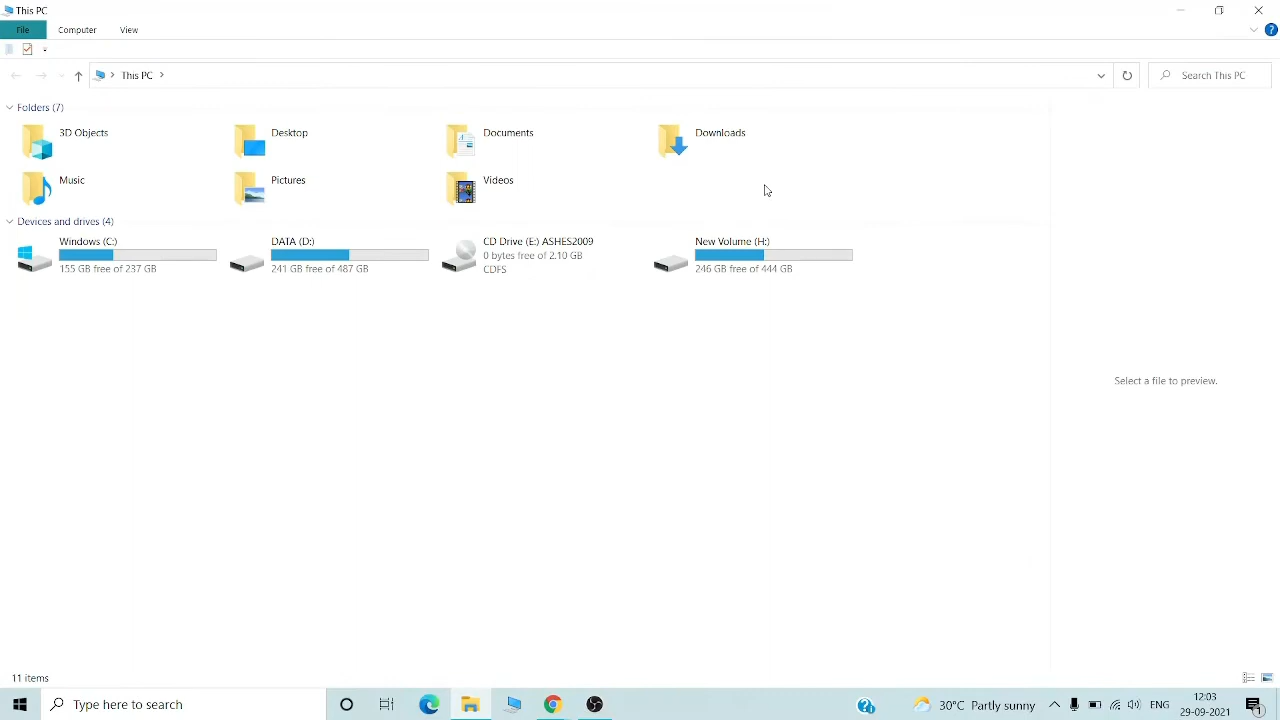 This PC
File Computer View
This PC
Search This PC
Folders (7)
3D Objects Desktop Documents Downloads
Music Pictures Videos
Devices and drives (4)
Windows (C:) DATA (D:) CD Drive (E:) ASHES2009 New Volume (H:)
155 GB free of 237 GB 241 GB free of 487 GB 0 bytes free of 2.10 GB 246 GB free of 444 GB
CDFS
Select a file to preview.
11 items
Type here to search
30°C Partly sunny
ENG
12:03
29-09-2021
1